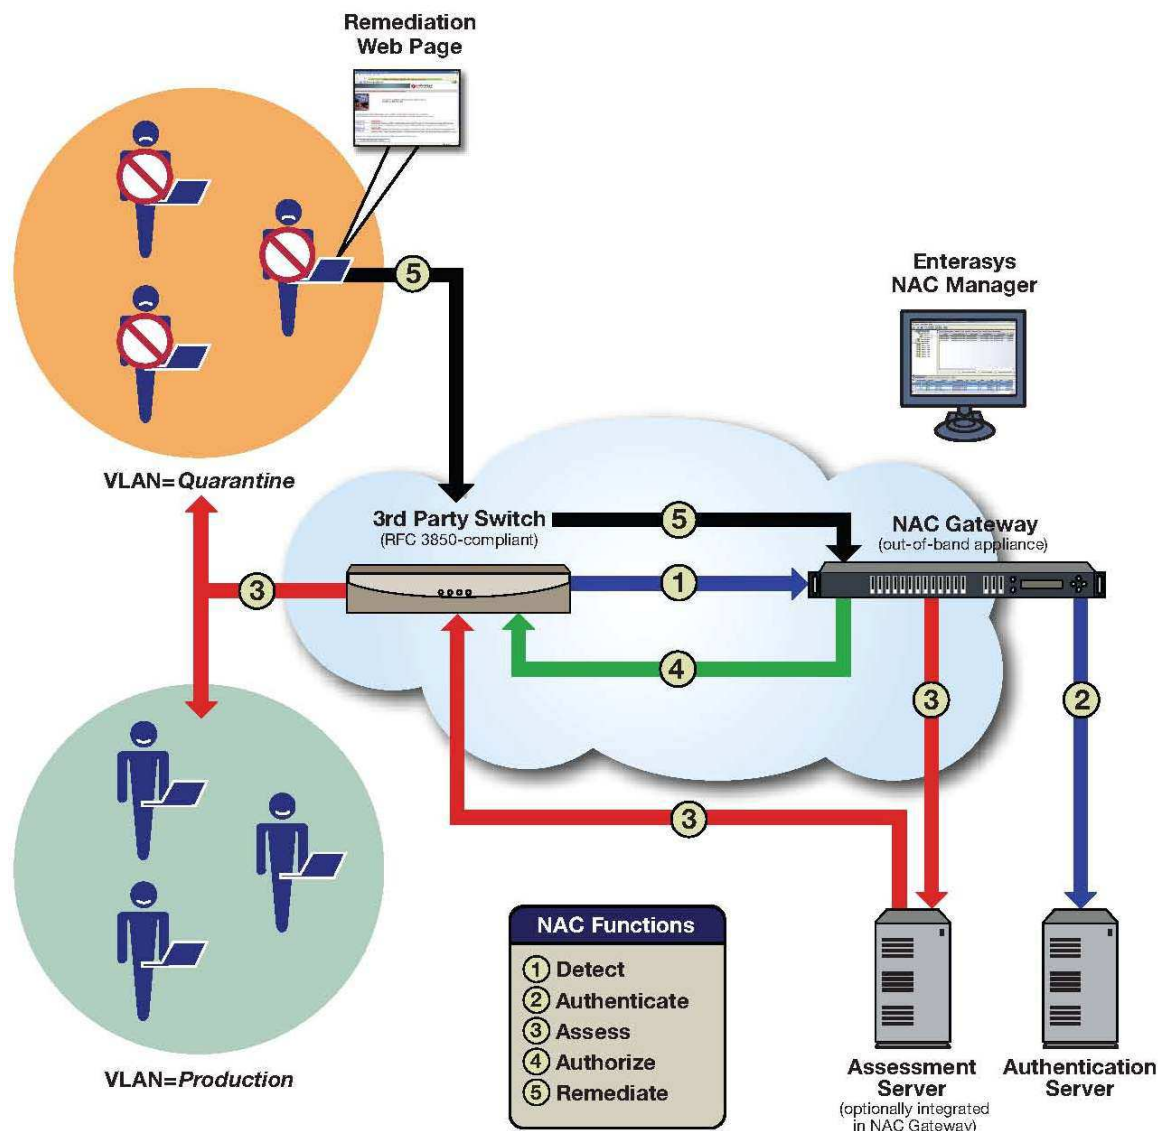 Remediation
Web Page
5
Enterasys
NAC Manager
VLAN=Quarantine
3rd Party Switch
(RFC 3850-compliant)
5
NAC Gateway
(out-of-band appliance)
3
1
4
3
2
3
VLAN=Production
NAC Functions
1 Detect
2 Authenticate
3 Assess
4 Authorize
5 Remediate
Assessment
Server
(optionally integrated
in NAC Gateway)
Authentication
Server